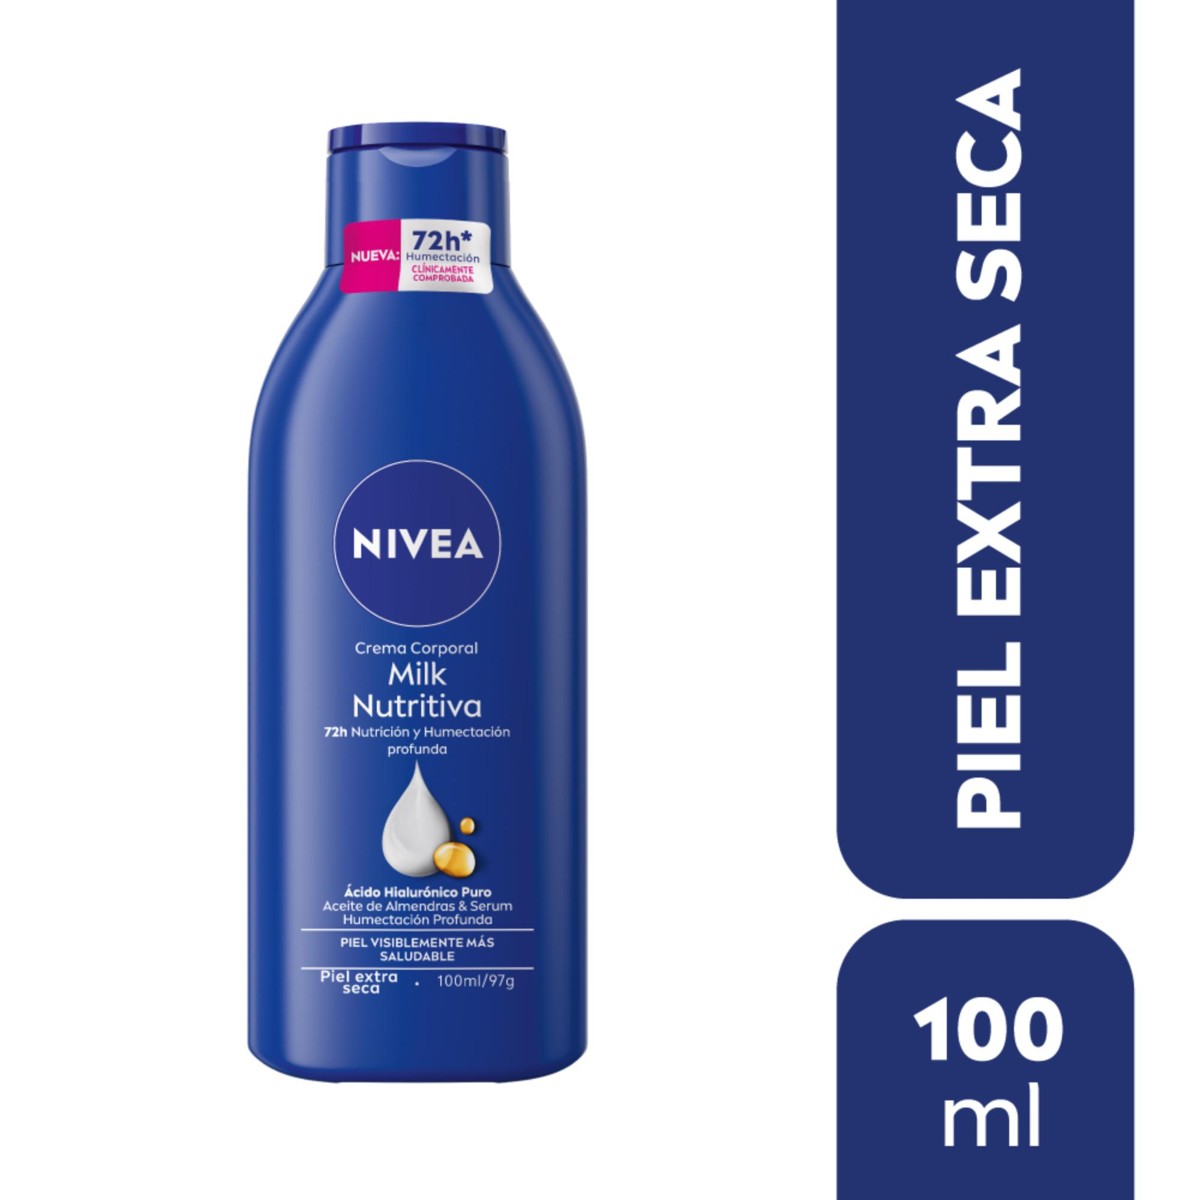 NUEVA:
72h*
Humectación
CLÍNICAMENTE
COMPROBADA
NIVEA
Crema Corporal
Milk
Nutritiva
72h Nutrición y Humectación
profunda
Ácido Hialurónico Puro
Aceite de Almendras & Serum
Humectación Profunda
PIEL VISIBLEMENTE MÁS
SALUDABLE
Piel extra
seca
. 100ml/97g
PIEL EXTRA SECA
100
ml